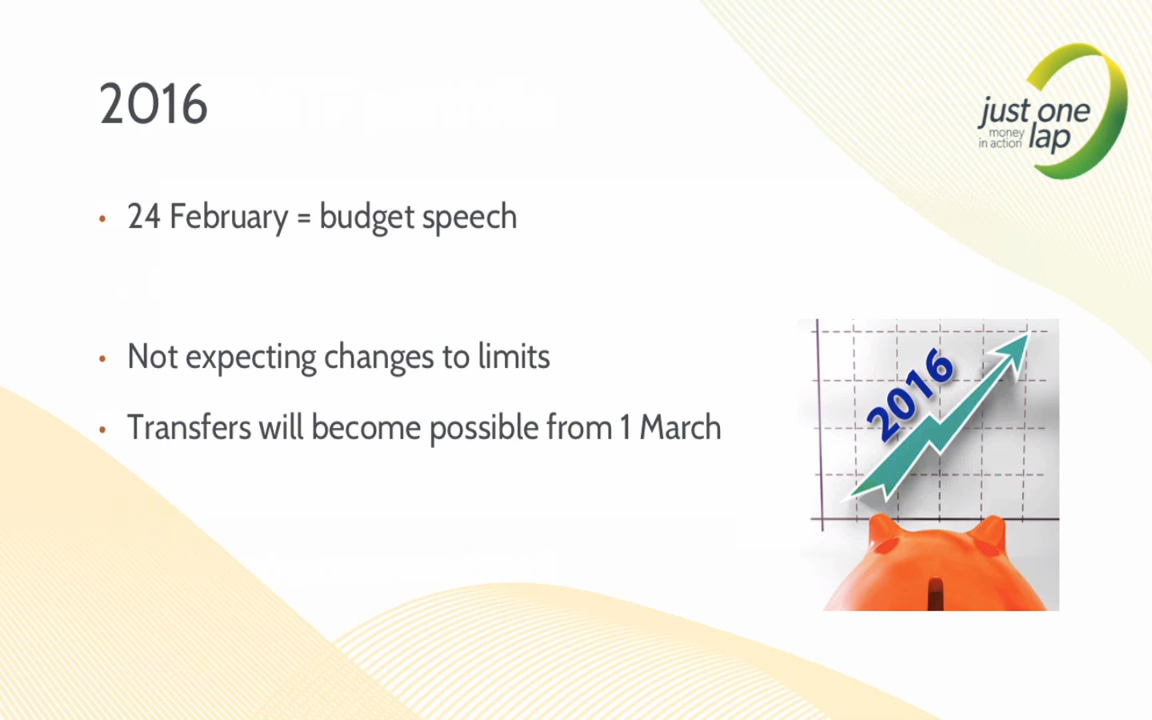 2016
just one
money
in action lap
• 24 February = budget speech
• Not expecting changes to limits
• Transfers will become possible from 1 March
2016